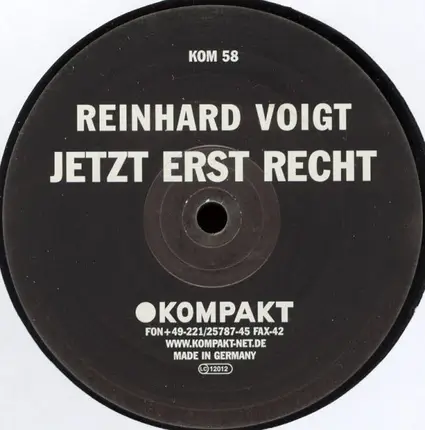 KOM 58
REINHARD VOIGT
JETZT ERST RECHT
KOMPAKT
FON+49-221/25787-45 FAX-42
WWW.KOMPAKT-NET.DE
MADE IN GERMANY
LC 12012